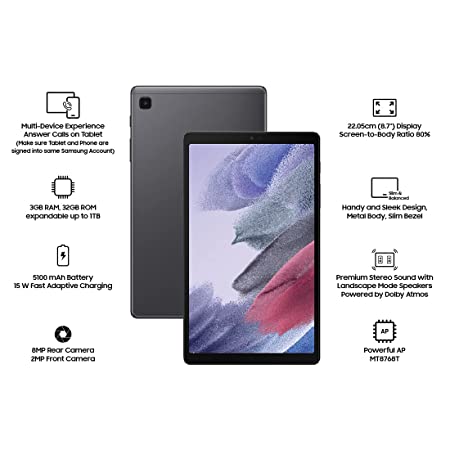 Multi-Device Experience
Answer Calls on Tablet
(Make sure Tablet and Phone are
signed into same Samsung Account)
3GB RAM, 32GB ROM
expandable up to 1TB
5100 mAh Battery
15 W Fast Adaptive Charging
8MP Rear Camera
2MP Front Camera
22.05cm (8.7") Display
Screen-to-Body Ratio 80%
Slim &
Balanced
Handy and Sleek Design,
Metal Body, Slim Bezel
Premium Stereo Sound with
Landscape Mode Speakers
Powered by Dolby Atmos
AP
Powerful AP
MT8768T